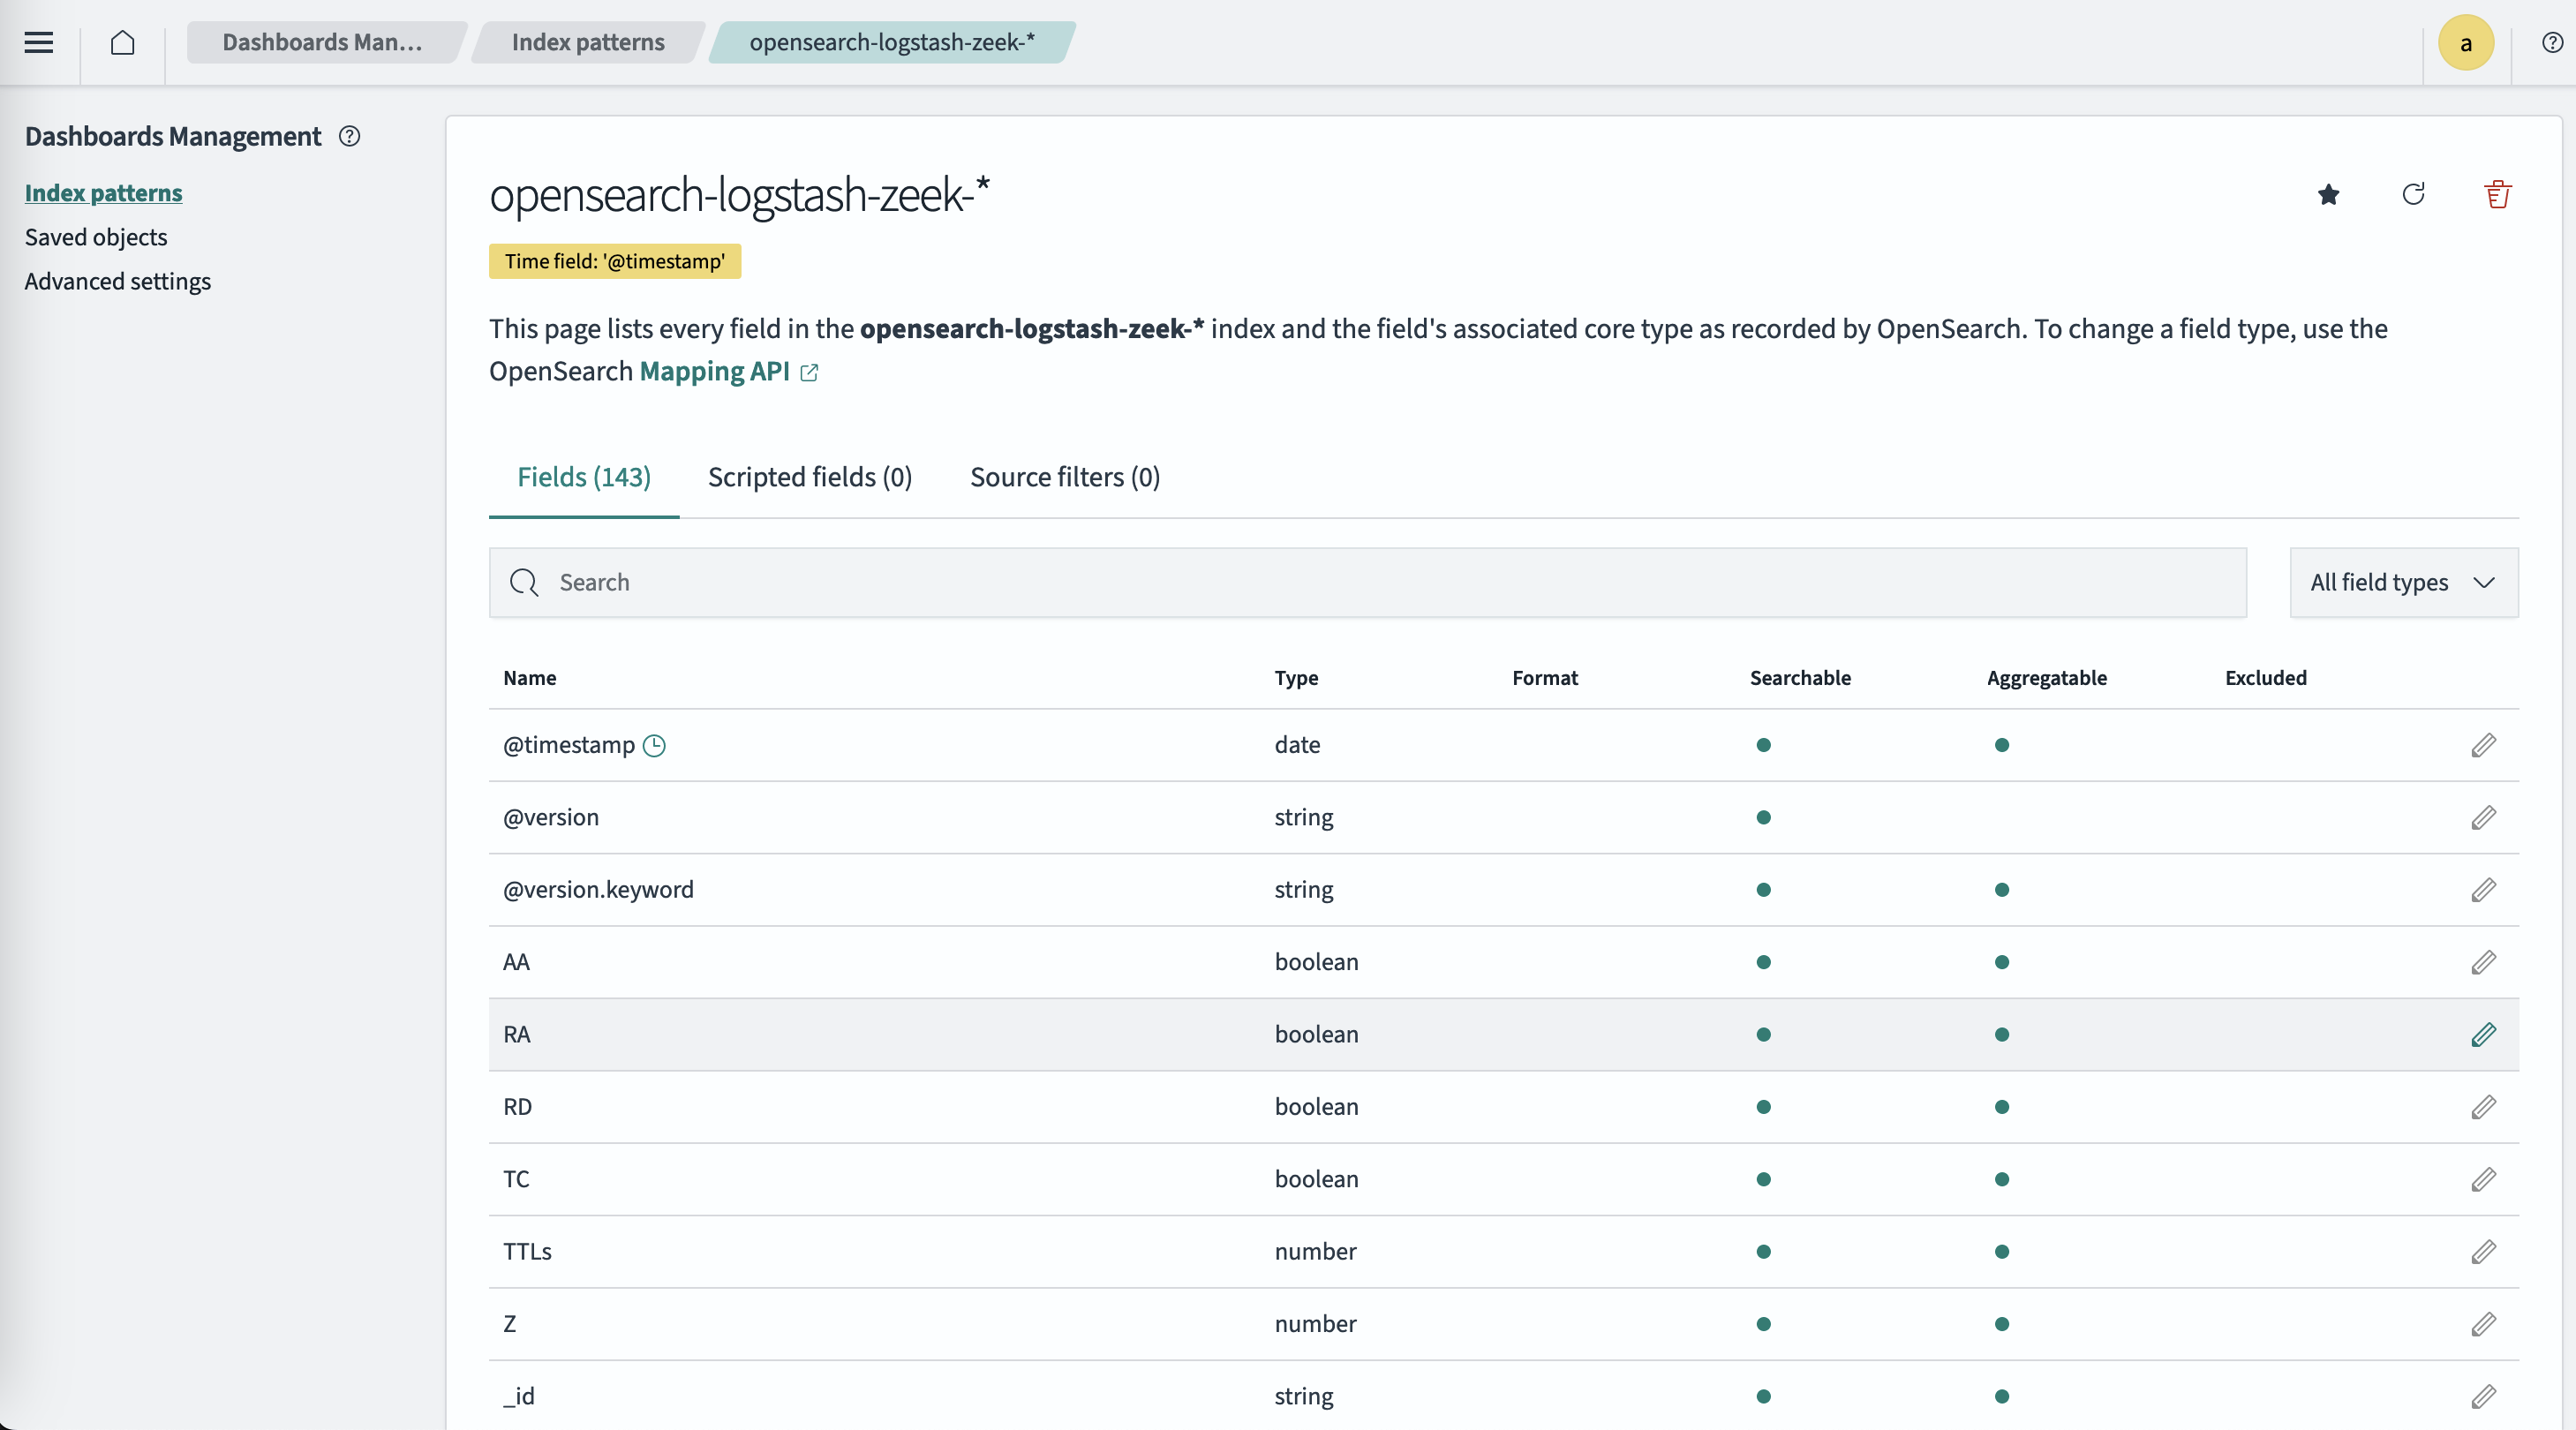 Dashboards Man...
Index patterns
opensearch-logstash-zeek-*
a
Dashboards Management
Index patterns
Saved objects
Advanced settings
opensearch-logstash-zeek-*
Time field: '@timestamp'
This page lists every field in the opensearch-logstash-zeek-* index and the field's associated core type as recorded by OpenSearch. To change a field type, use the
OpenSearch Mapping API
Fields (143) Scripted fields (0) Source filters (0)
Search All field types
Name Type Format Searchable Aggregatable Excluded
@timestamp date
@version string
@version.keyword string
AA boolean
RA boolean
RD boolean
TC boolean
TTLs number
Z number
_id string